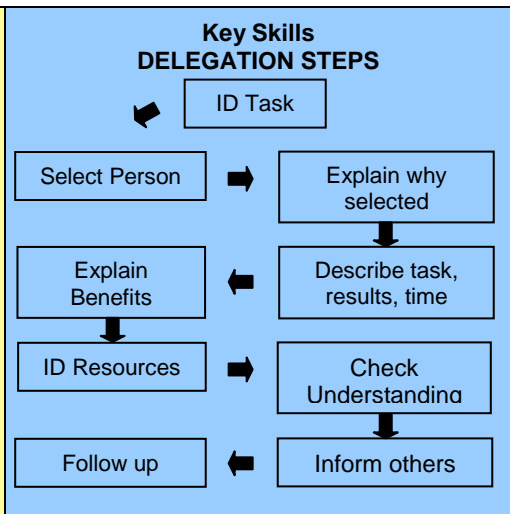 Key Skills
DELEGATION STEPS
ID Task
Select Person
Explain why
selected
Describe task,
results, time
Explain
Benefits
ID Resources
Check
Understanding
Inform others
Follow up